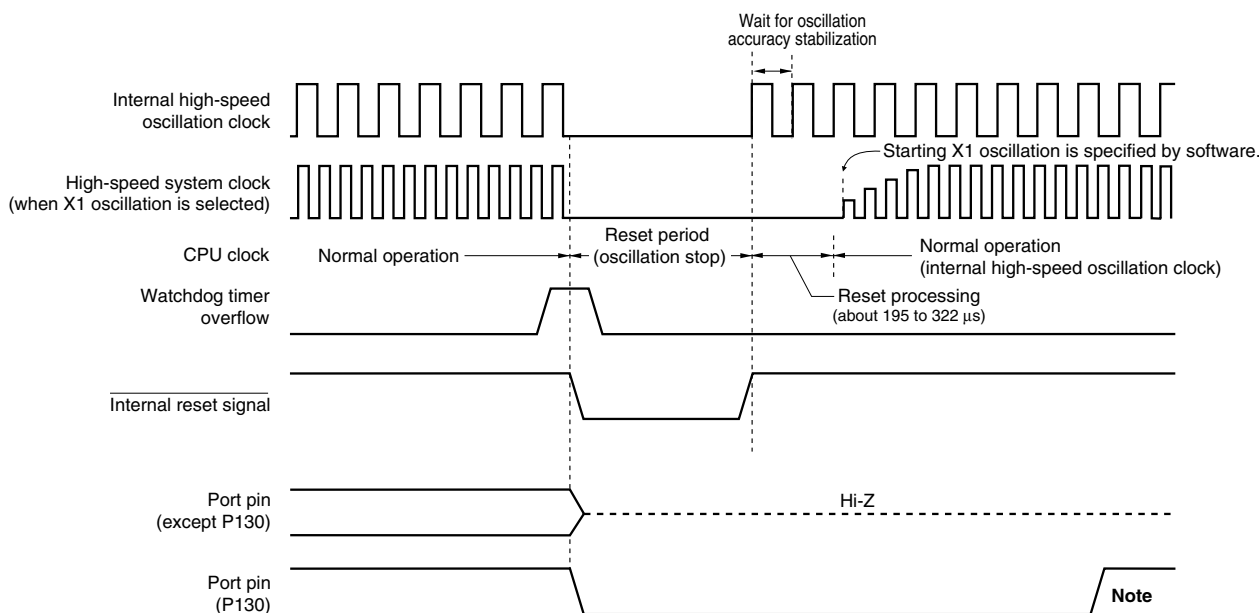 Wait for oscillation
accuracy stabilization
Internal high-speed
oscillation clock
Starting X1 oscillation is specified by software.
High-speed system clock
(when X1 oscillation is selected)
CPU clock
Normal operation
Reset period
(oscillation stop)
Normal operation
(internal high-speed oscillation clock)
Reset processing
(about 195 to 322 μs)
Watchdog timer
overflow
Internal reset signal
Port pin
(except P130)
Hi-Z
Port pin
(P130)
Note